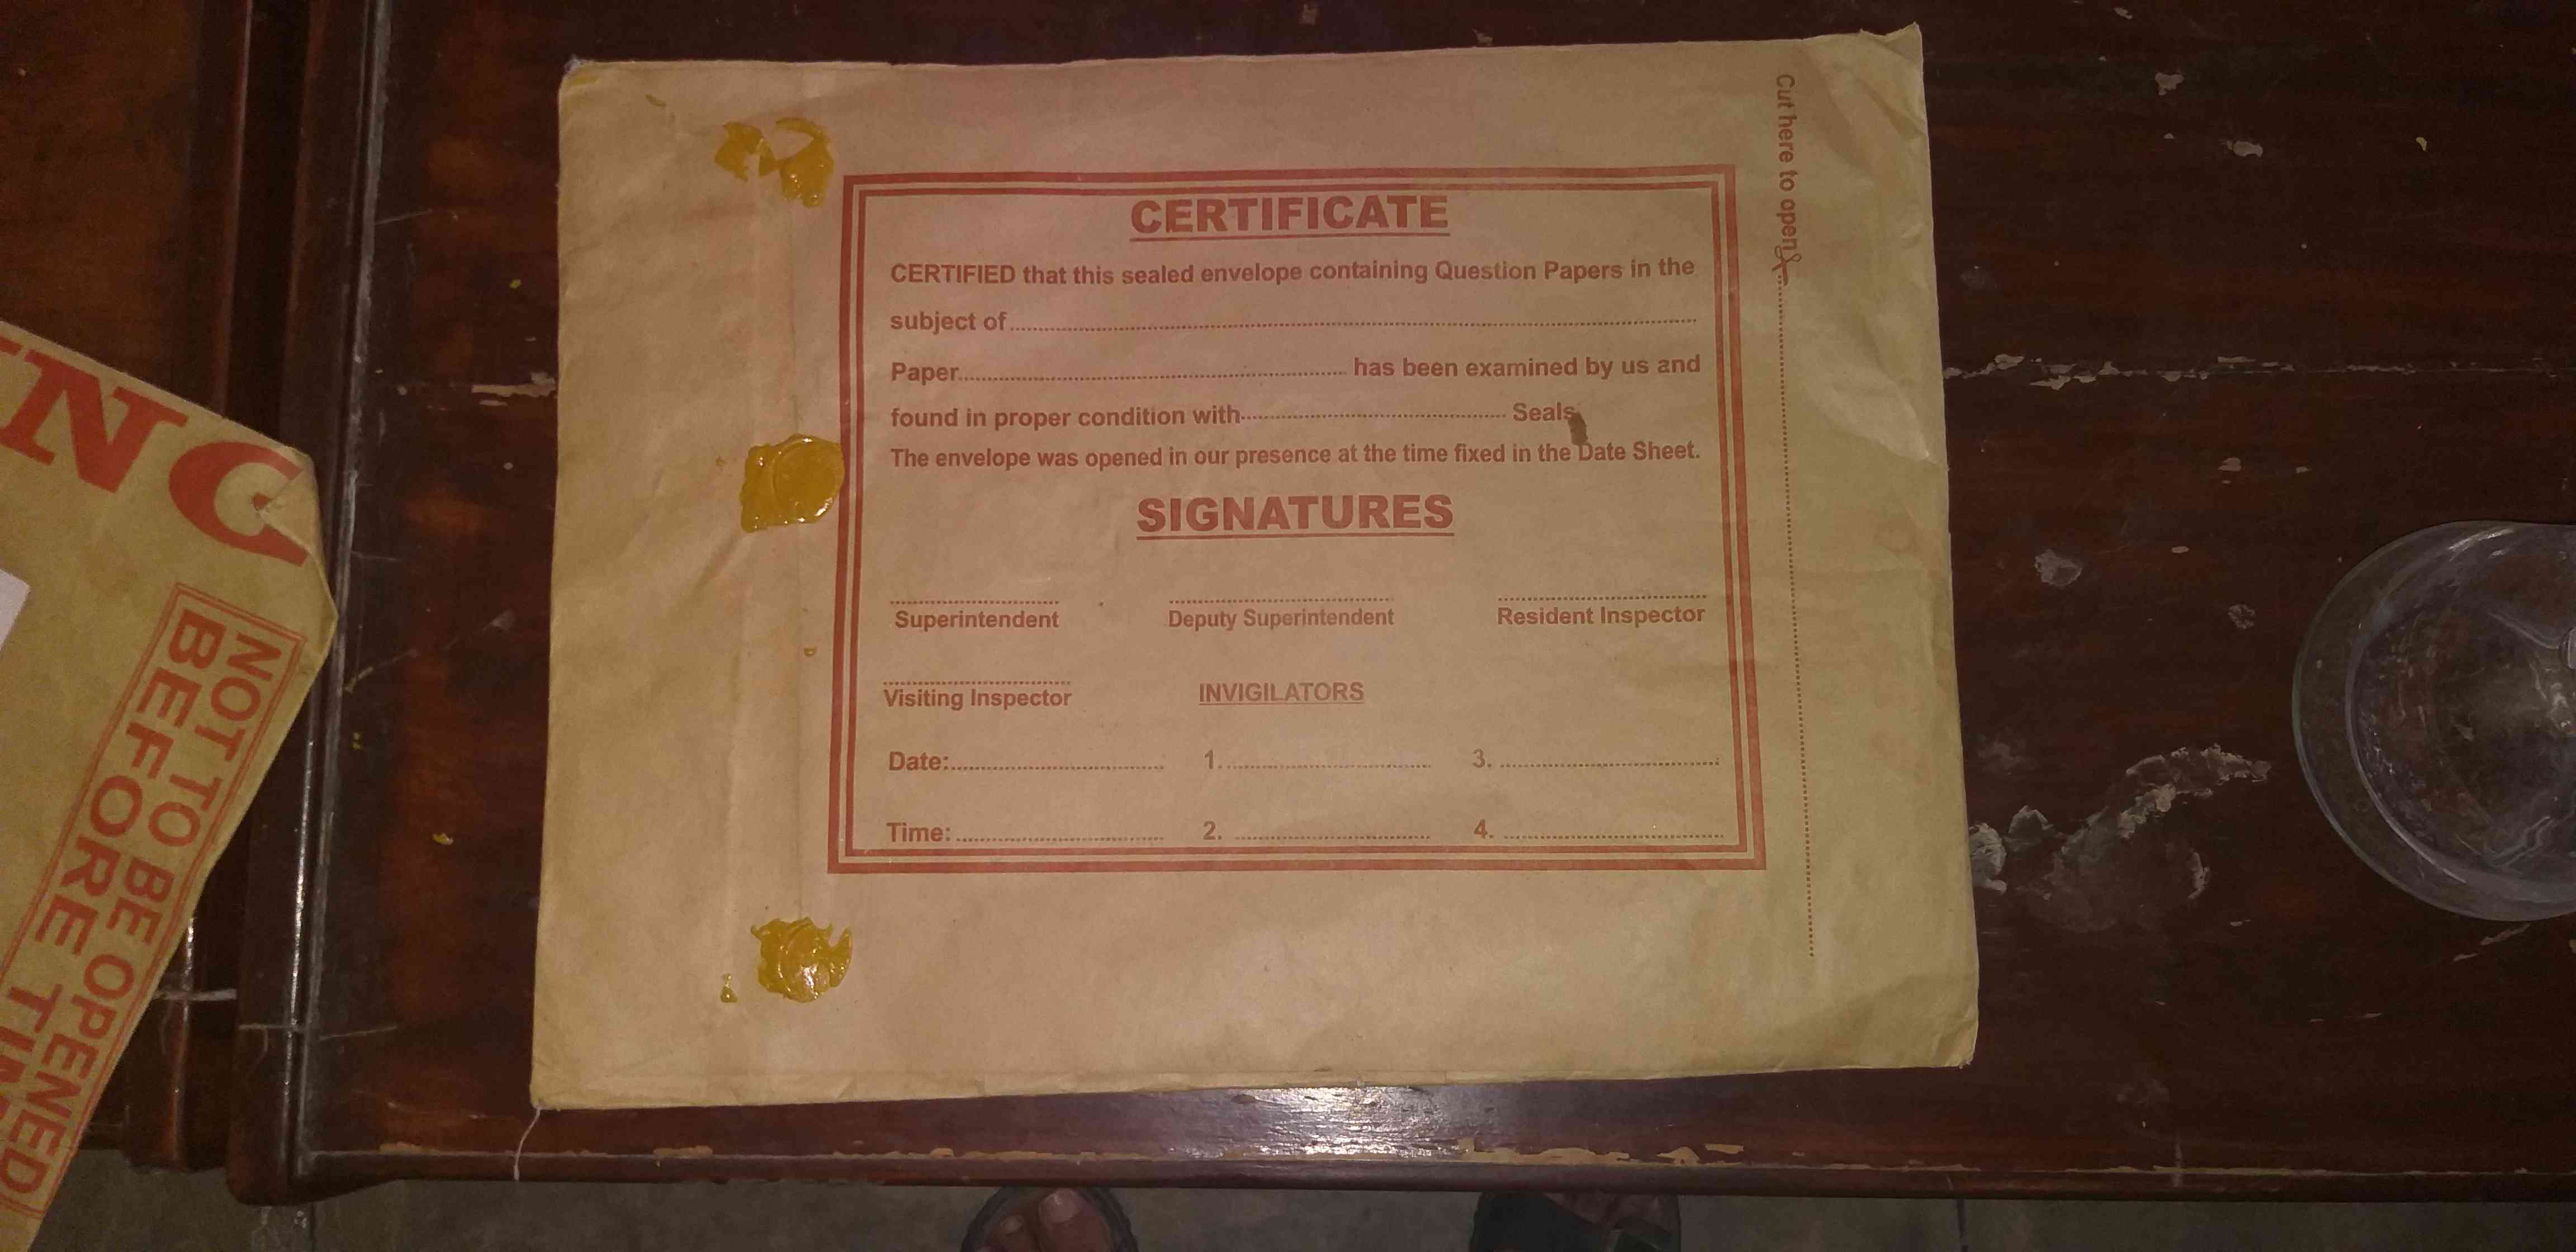 CERTIFICATE
CERTIFIED that this sealed envelope containing Question Papers in the
subject of
Paper has been examined by us and
found in proper condition with Seals
The envelope was opened in our presence at the time fixed in the Date Sheet.
SIGNATURES
Superintendent Deputy Superintendent Resident Inspector
Visiting Inspector INVIGILATORS
Date: 1. 3.
Time: 2. 4.
Cut here to open
NOT TO BE OPENED
BEFORE